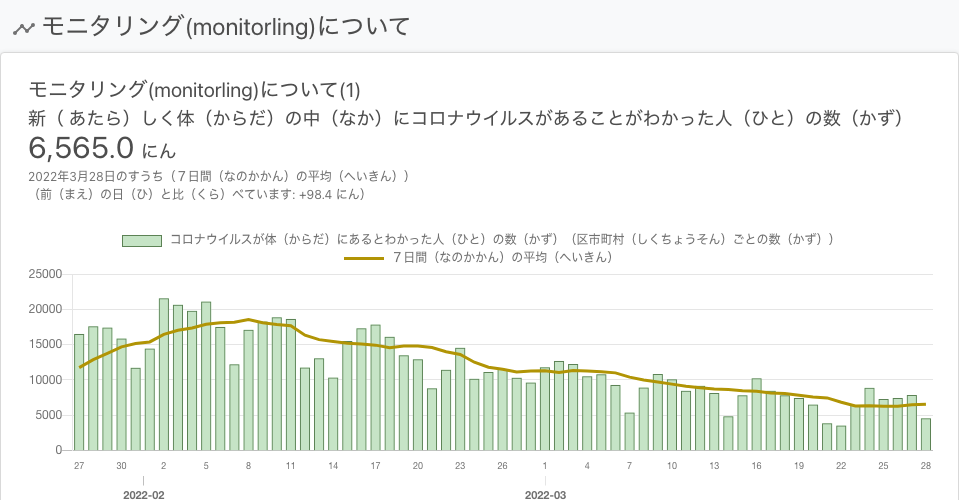 モニタリング(monitorling)について
モニタリング(monitorling)について(1)
新（ あたら）しく体（からだ）の中（なか）にコロナウイルスがあることがわかった人（ひと）の数（かず）
6,565.0 にん
2022年3月28日のすうち（７日間（なのかかん）の平均（へいきん））
（前（まえ）の日（ひ）と比（くら）べています: +98.4 にん）
コロナウイルスが体（からだ）にあるとわかった人（ひと）の数（かず）（区市町村（しくちょうそん）ごとの数（かず））
７日間（なのかかん）の平均（へいきん）
25000
20000
15000
10000
5000
0
27 30 2 5 8 11 14 17 20 23 26 1 4 7 10 13 16 19 22 25 28
2022-02 2022-03